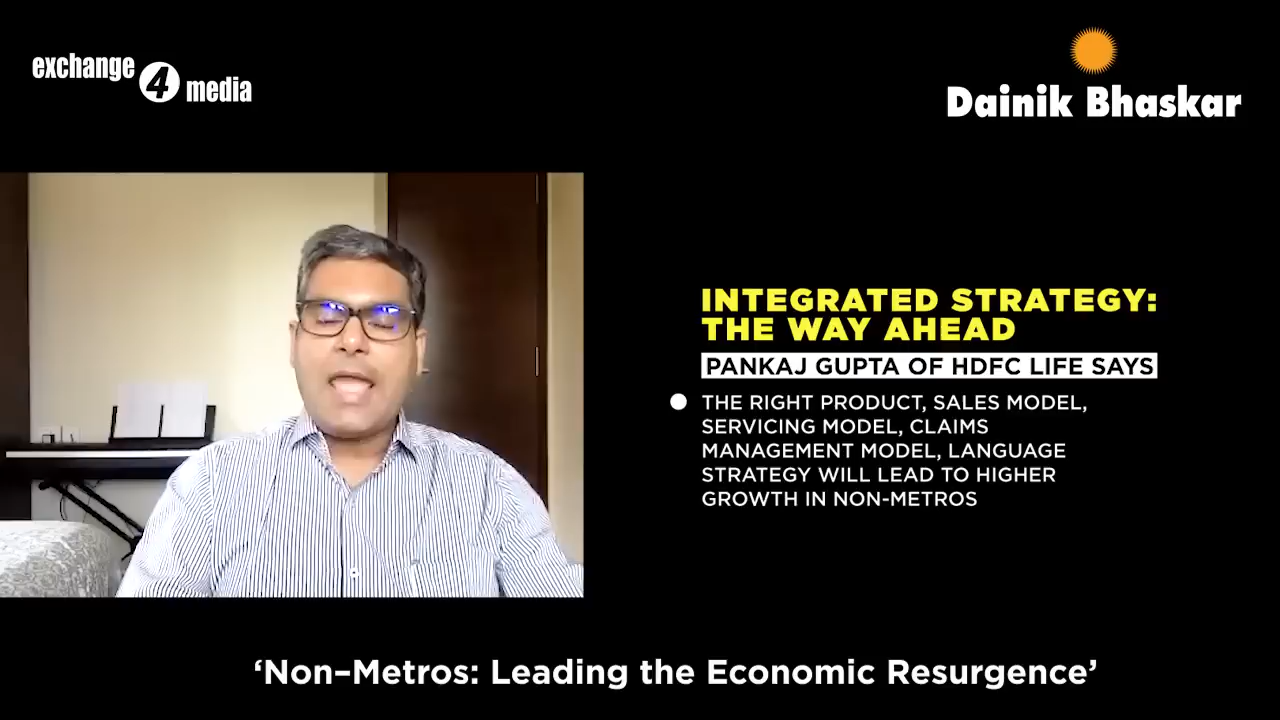 exchange
4
media
Dainik Bhaskar
INTEGRATED STRATEGY:
THE WAY AHEAD
PANKAJ GUPTA OF HDFC LIFE SAYS
THE RIGHT PRODUCT, SALES MODEL,
SERVICING MODEL, CLAIMS
MANAGEMENT MODEL, LANGUAGE
STRATEGY WILL LEAD TO HIGHER
GROWTH IN NON-METROS
‘Non–Metros: Leading the Economic Resurgence’